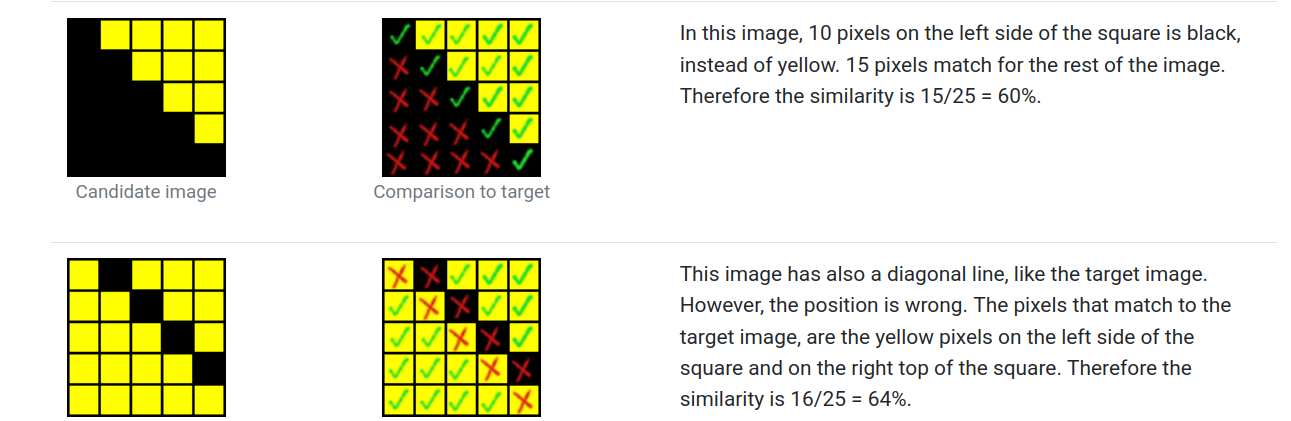 In this image, 10 pixels on the left side of the square is black,
instead of yellow. 15 pixels match for the rest of the image.
Therefore the similarity is 15/25 = 60%.
Candidate image
Comparison to target
This image has also a diagonal line, like the target image.
However, the position is wrong. The pixels that match to the
target image, are the yellow pixels on the left side of the
square and on the right top of the square. Therefore the
similarity is 16/25 = 64%.